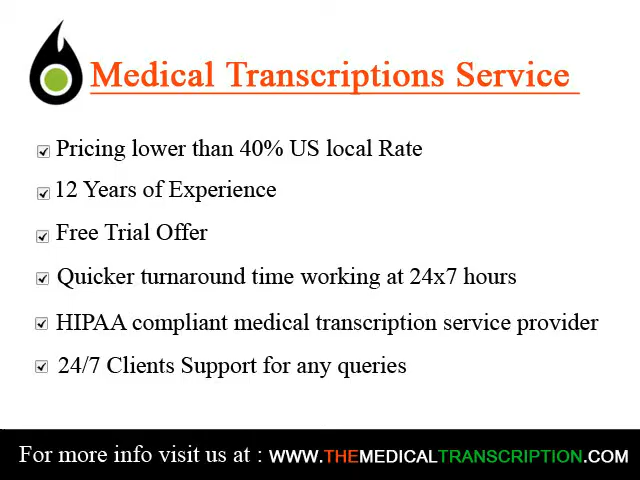 Medical Transcriptions Service
Pricing lower than 40% US local Rate
12 Years of Experience
Free Trial Offer
Quicker turnaround time working at 24x7 hours
HIPAA compliant medical transcription service provider
24/7 Clients Support for any queries
For more info visit us at : WWW.THEMEDICALTRANSCRIPTION.COM